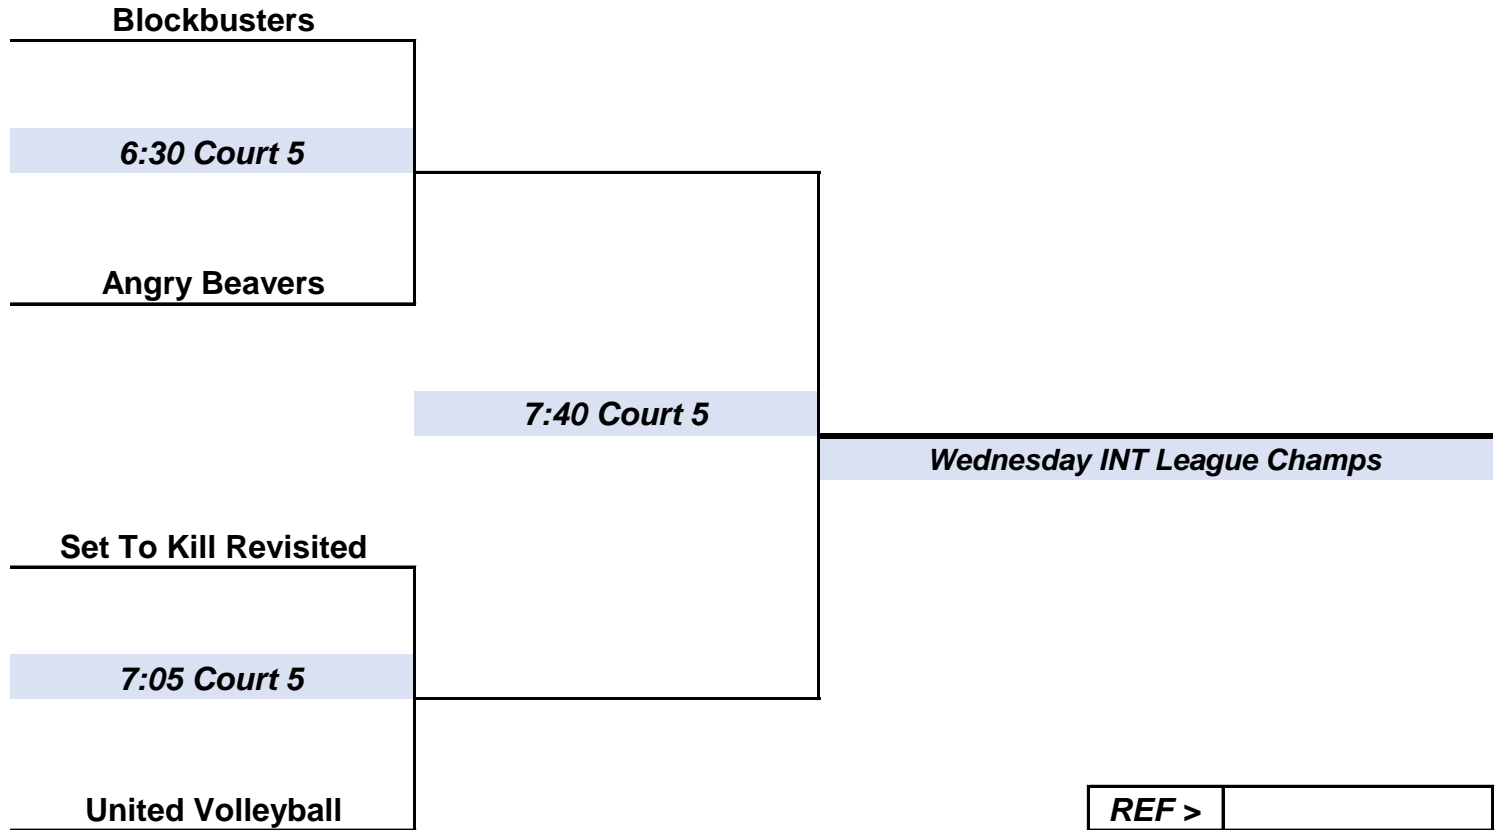 Blockbusters
6:30 Court 5
Angry Beavers
7:40 Court 5
Wednesday INT League Champs
Set To Kill Revisited
7:05 Court 5
United Volleyball
REF >